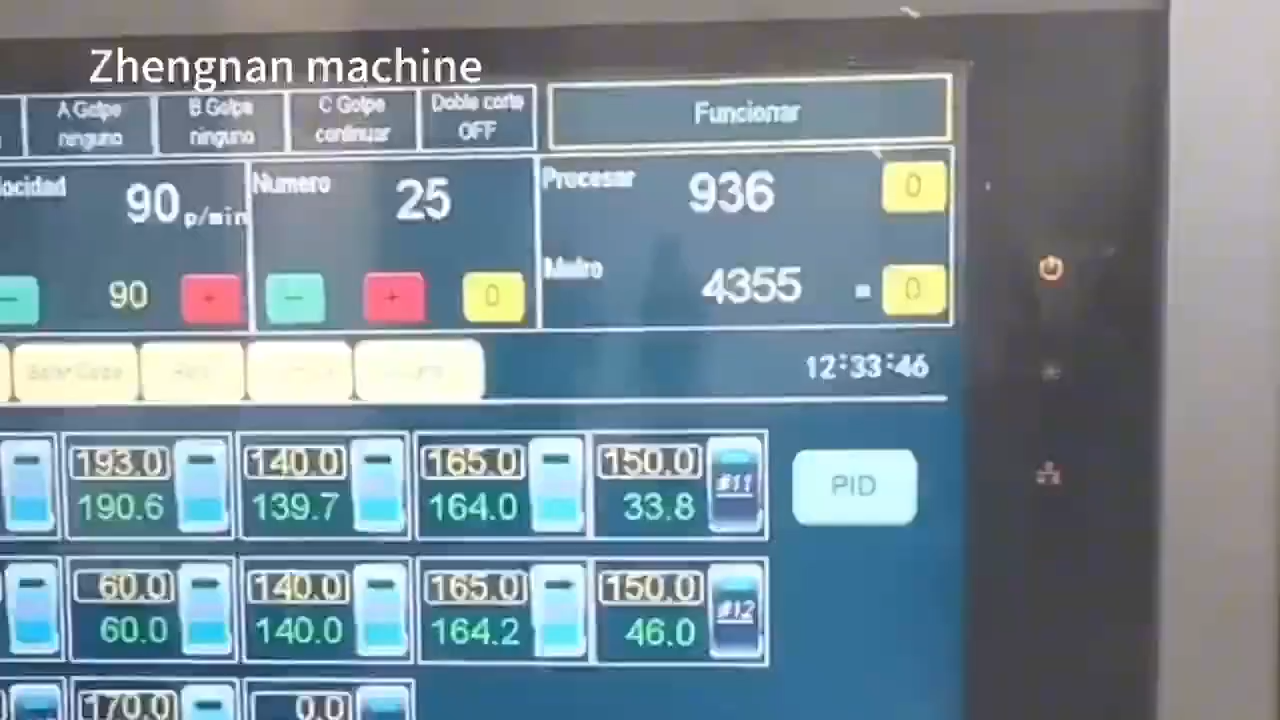 Zhengnan machine
A Golpe
ninguno
B Golpe
ninguno
C Golpe
continuar
Doble corte
OFF
Funcionar
90 p/min
Numero 25
Procesar 936 0
90 + - + 0
Metro 4355 0
12:33:46
193.0 140.0 165.0 150.0
190.6 139.7 164.0 33.8
#11
PID
60.0 140.0 165.0 150.0
60.0 140.0 164.2 46.0
#12
170.0 0.0